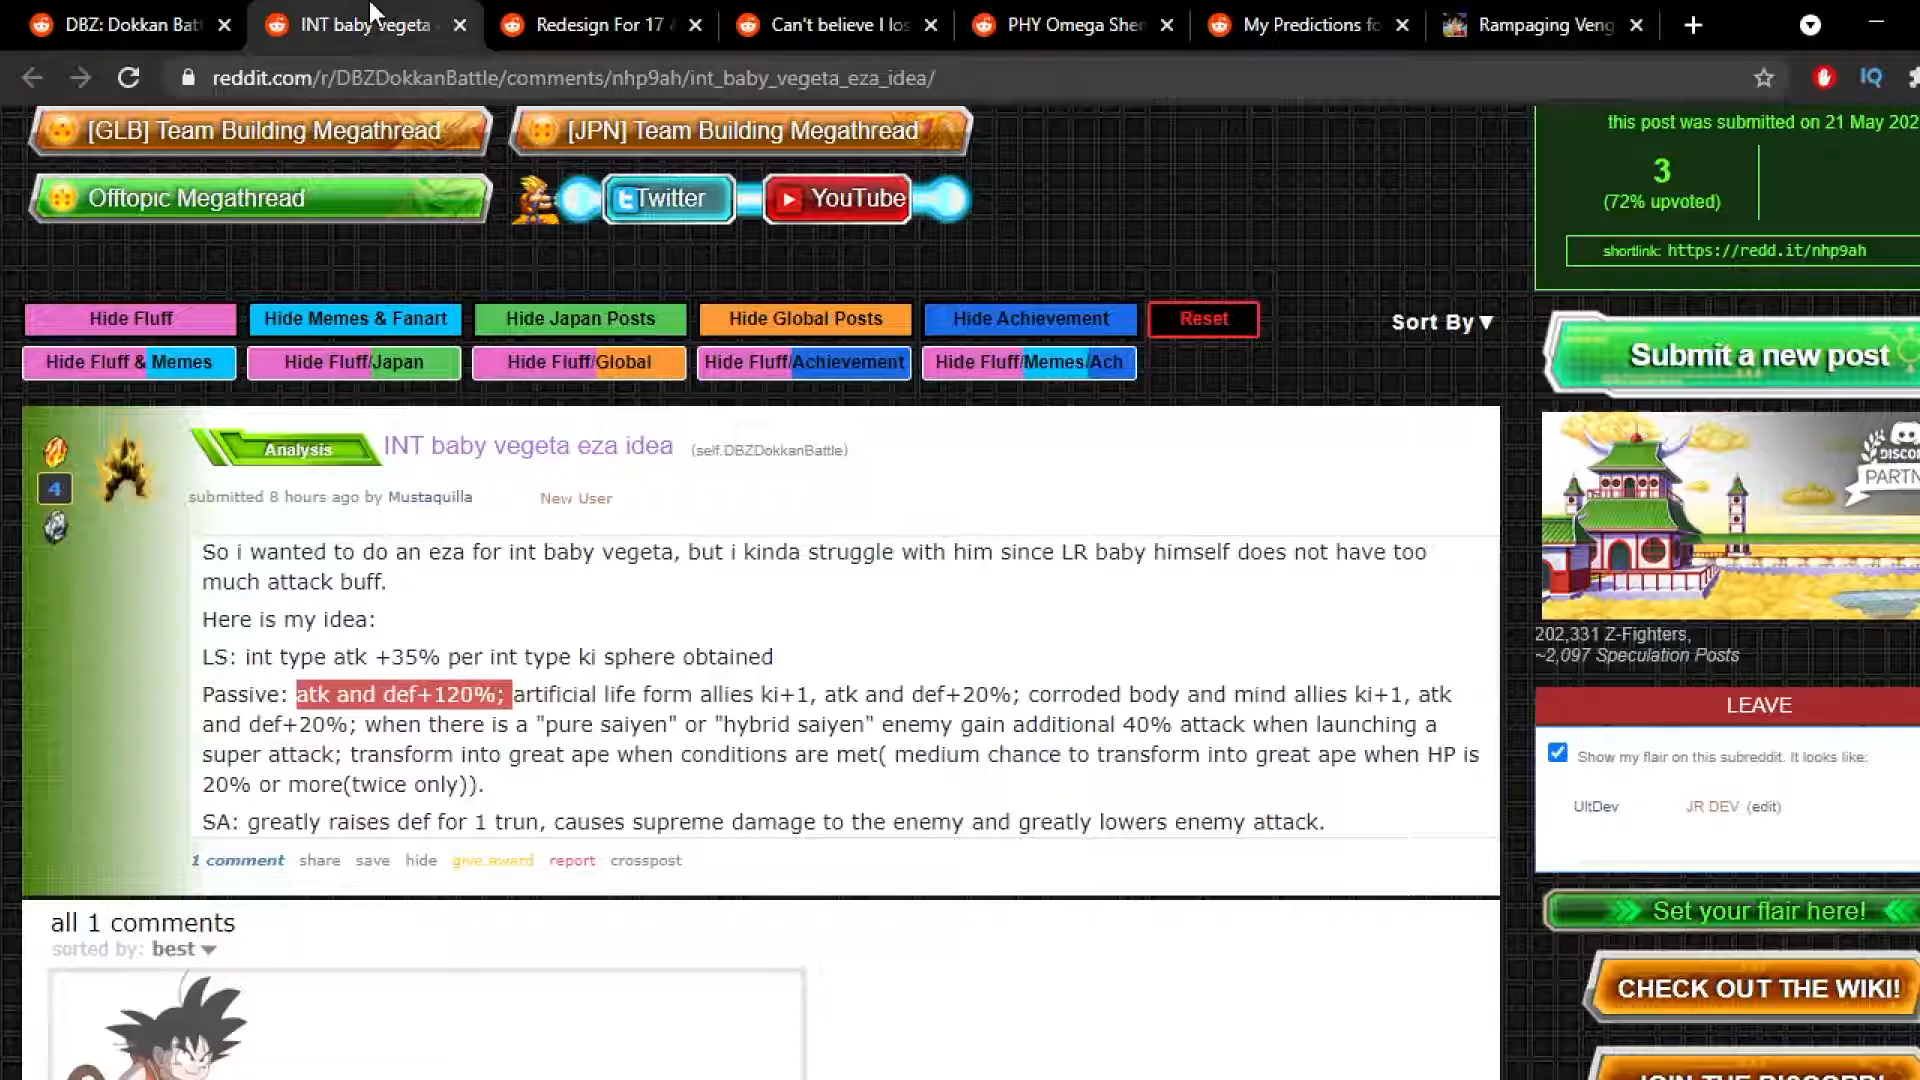 DBZ: Dokkan Bat
INT baby vegeta
Redesign For 17
Can't believe I los
PHY Omega Shen
My Predictions fo
Rampaging Veng
reddit.com/r/DBZDokkanBattle/comments/nhp9ah/int_baby_vegeta_eza_idea/
IQ
[GLB] Team Building Megathread
[JPN] Team Building Megathread
Offtopic Megathread
Twitter
YouTube
this post was submitted on 21 May 202
3
(72% upvoted)
shortlink: https://redd.it/nhp9ah
Hide Fluff
Hide Memes & Fanart
Hide Japan Posts
Hide Global Posts
Hide Achievement
Reset
Sort By▼
Hide Fluff & Memes
Hide Fluff/Japan
Hide Fluff/Global
Hide Fluff/Achievement
Hide Fluff/Memes/Ach
Submit a new post
4
Analysis
INT baby vegeta eza idea (self.DBZDokkanBattle)
submitted 8 hours ago by Mustaquilla New User
So i wanted to do an eza for int baby vegeta, but i kinda struggle with him since LR baby himself does not have too
much attack buff.
Here is my idea:
LS: int type atk +35% per int type ki sphere obtained
Passive: atk and def+120%; artificial life form allies ki+1, atk and def+20%; corroded body and mind allies ki+1, atk
and def+20%; when there is a "pure saiyen" or "hybrid saiyen" enemy gain additional 40% attack when launching a
super attack; transform into great ape when conditions are met( medium chance to transform into great ape when HP is
20% or more(twice only)).
SA: greatly raises def for 1 trun, causes supreme damage to the enemy and greatly lowers enemy attack.
1 comment share save hide give award report crosspost
all 1 comments
sorted by: best
DISCO
PARTN
202,331 Z-Fighters,
~2,097 Speculation Posts
LEAVE
Show my flair on this subreddit. It looks like:
UltDev JR DEV (edit)
Set your flair here!
CHECK OUT THE WIKI!
JOIN THE DISCORD!